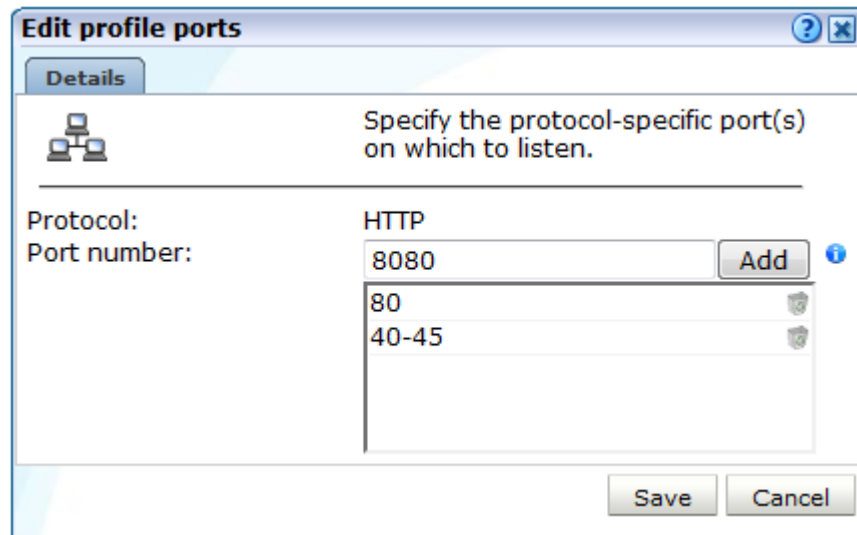 Edit profile ports
Details
Specify the protocol-specific port(s)
on which to listen.
Protocol: HTTP
Port number: 8080 Add
80
40-45
Save Cancel